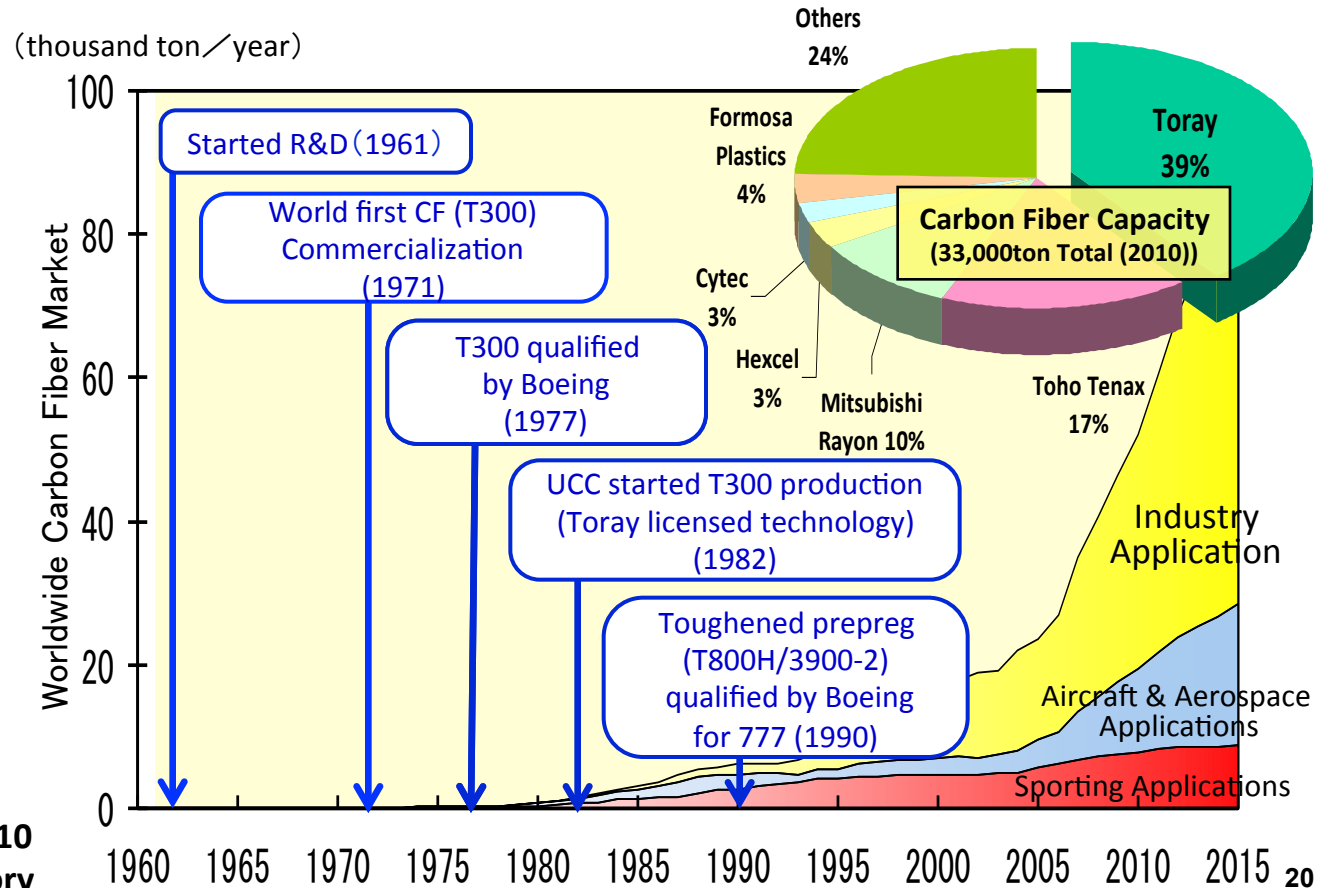 （thousand ton／year）
Worldwide Carbon Fiber Market
100
80
60
40
20
0
Started R&D（1961）
World first CF (T300)
Commercialization
(1971)
T300 qualified
by Boeing
(1977)
UCC started T300 production
(Toray licensed technology)
(1982)
Toughened prepreg
(T800H/3900-2)
qualified by Boeing
for 777 (1990)
Others
24%
Formosa
Plastics
4%
Cytec
3%
Hexcel
3%
Mitsubishi
Rayon 10%
Toho Tenax
17%
Toray
39%
Carbon Fiber Capacity
(33,000ton Total (2010))
Industry
Application
Aircraft & Aerospace
Applications
Sporting Applications
1960 1965 1970 1975 1980 1985 1990 1995 2000 2005 2010 2015
10
ory
20